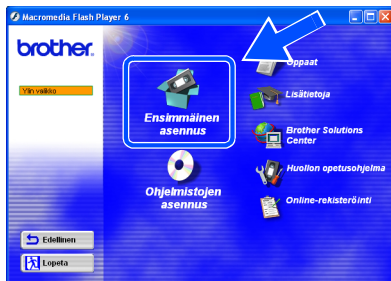 Macromedia Flash Player 6
brother.
Ylin valikko
Ensimmäinen
asennus
Ohjelmistojen
asennus
Oppaat
Lisätietoja
Brother Solutions
Center
Huollon opetusohjelma
Online-rekisteröinti
Edellinen
Lopeta